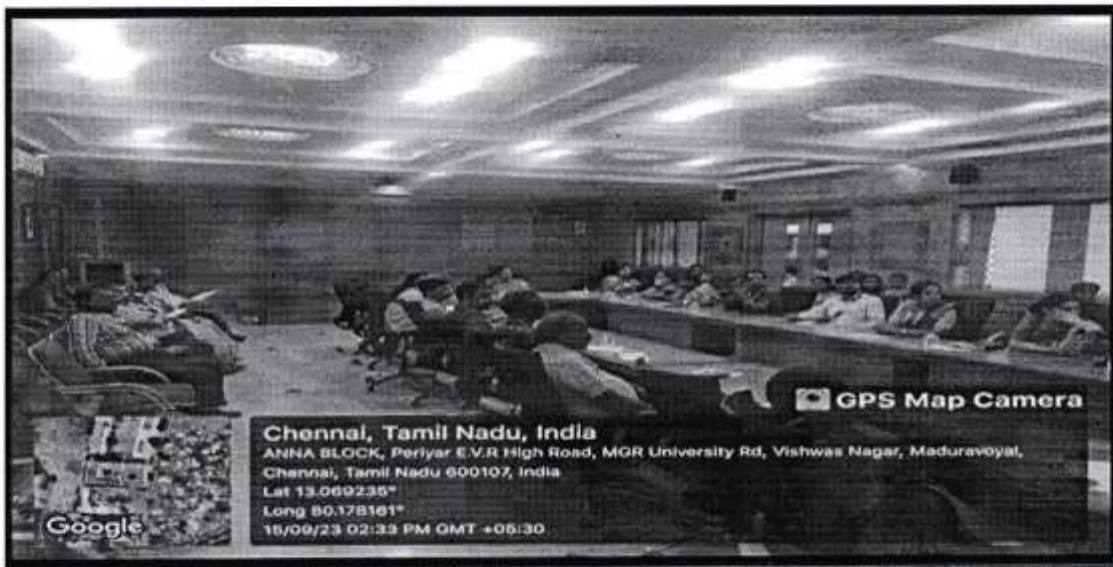 GPS Map Camera
Chennai, Tamil Nadu, India
ANNA BLOCK, Periyar E.V.R High Road, MGR University Rd, Vishwas Nagar, Maduravoyal,
Chennai, Tamil Nadu 600107, India
Lat 13.069235°
Long 80.178161°
15/09/23 02:33 PM GMT +05:30
Google